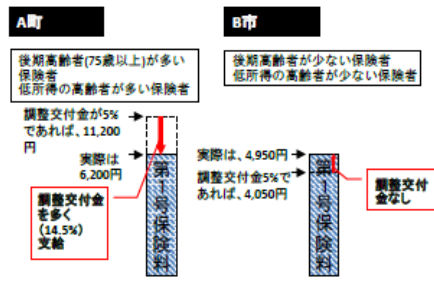 A町
後期高齢者(75歳以上)が多い
保険者
低所得の高齢者が多い保険者
調整交付金が5%
であれば、11,200
円
実際は
6,200円
調整交付金
を多く
(14.5%)
支給
第1号保険料
B市
後期高齢者が少ない保険者
低所得の高齢者が少ない保険者
実際は、4,950円
調整交付金5%で
あれば、4,050円
調整交付
金なし
第1号保険料